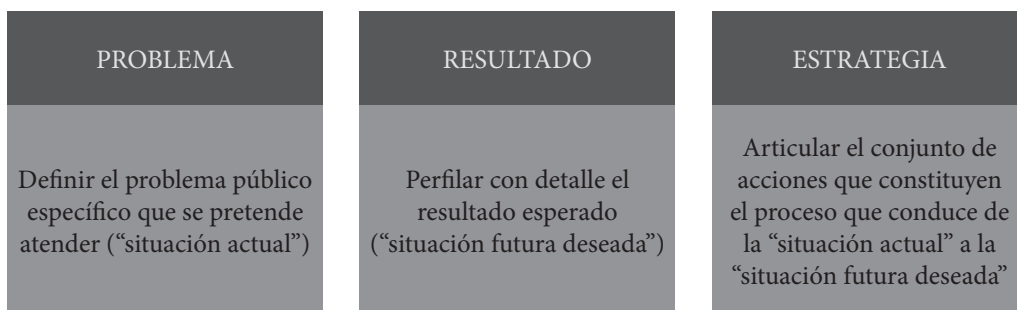 PROBLEMA
Definir el problema público
específico que se pretende
atender (“situación actual”)
RESULTADO
Perfilar con detalle el
resultado esperado
(“situación futura deseada”)
ESTRATEGIA
Articular el conjunto de
acciones que constituyen
el proceso que conduce de
la “situación actual” a la
“situación futura deseada”